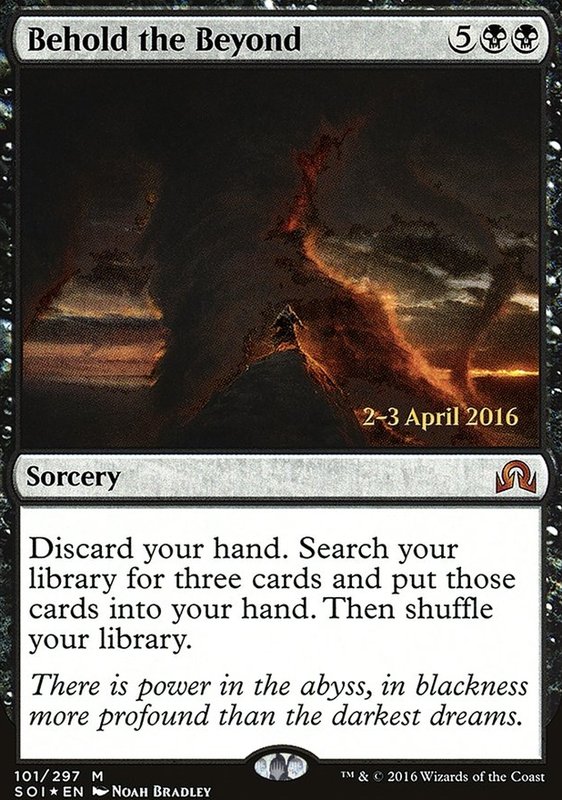 Behold the Beyond 5
2–3 April 2016
Sorcery
Discard your hand. Search your
library for three cards and put those
cards into your hand. Then shuffle
your library.
There is power in the abyss, in blackness
more profound than the darkest dreams.
101/297 M
SOI★EN Noah Bradley
™ & © 2016 Wizards of the Coast